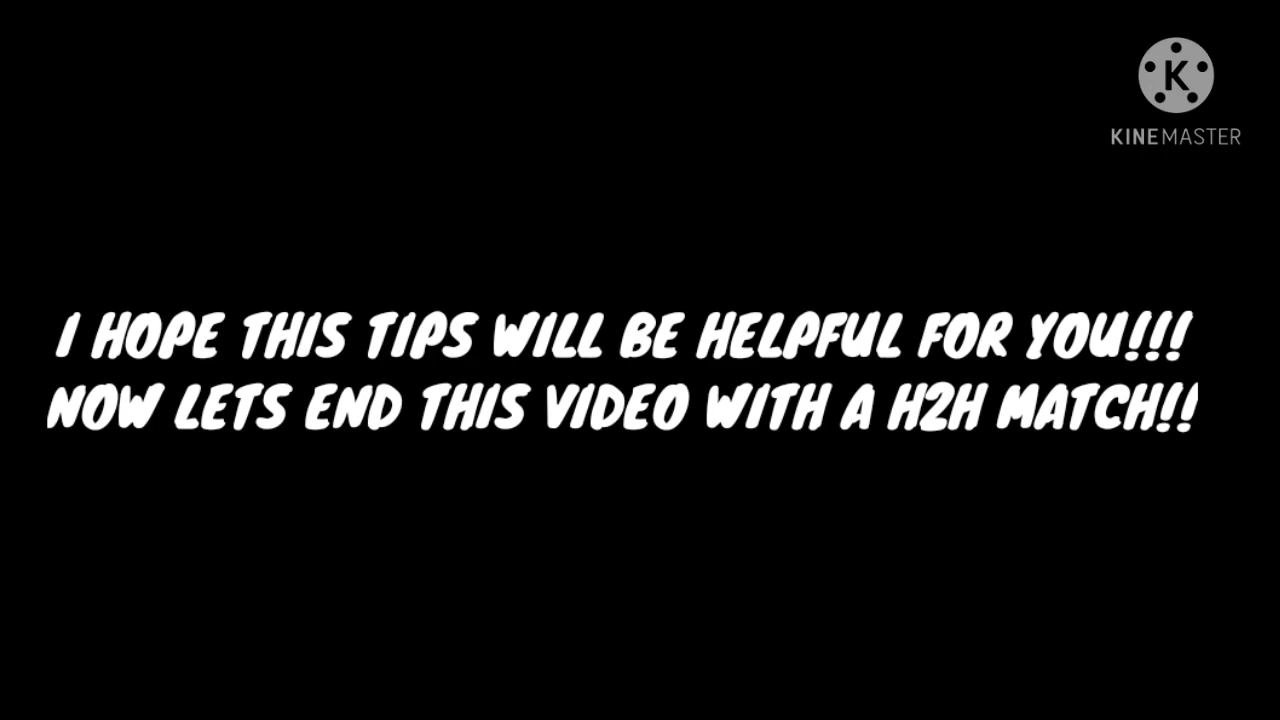 K
KINEMASTER
I HOPE THIS TIPS WILL BE HELPFUL FOR YOU!!!
NOW LETS END THIS VIDEO WITH A H2H MATCH!!